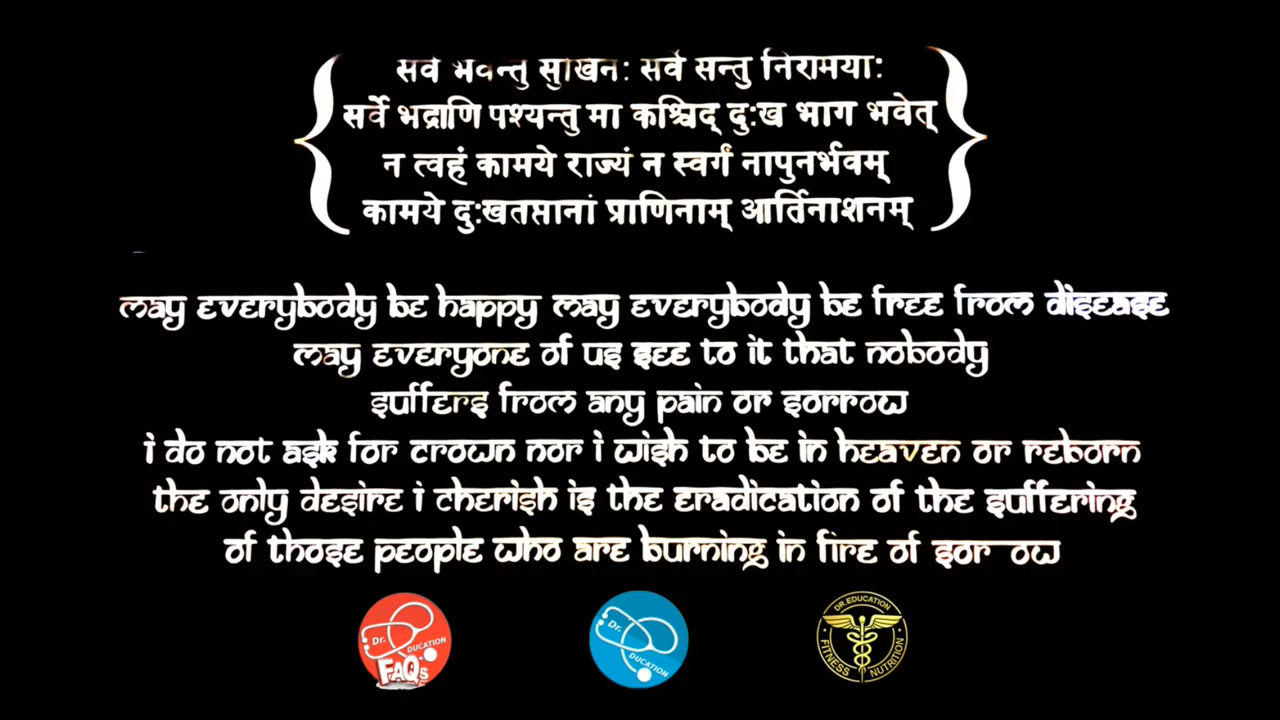 सर्वे भवन्तु सुखिन: सर्वे सन्तु निरामया:
सर्वे भद्राणि पश्यन्तु मा कश्चिद् दु:ख भाग भवेत्
न त्वहं कामये राज्यं न स्वर्गं नापुनर्भवम्
कामये दु:खतप्तानां प्राणिनाम् आर्तिनाशनम्
may everybody be happy may everybody be free from disease
may everyone of us see to it that nobody
suffers from any pain or sorrow
i do not ask for crown nor i wish to be in heaven or reborn
the only desire i cherish is the eradication of the suffering
of those people who are burning in fire of sor ow
Dr. DUCATION FAQs
Dr. DUCATION
DR.EDUCATION FITNESS NUTRITION